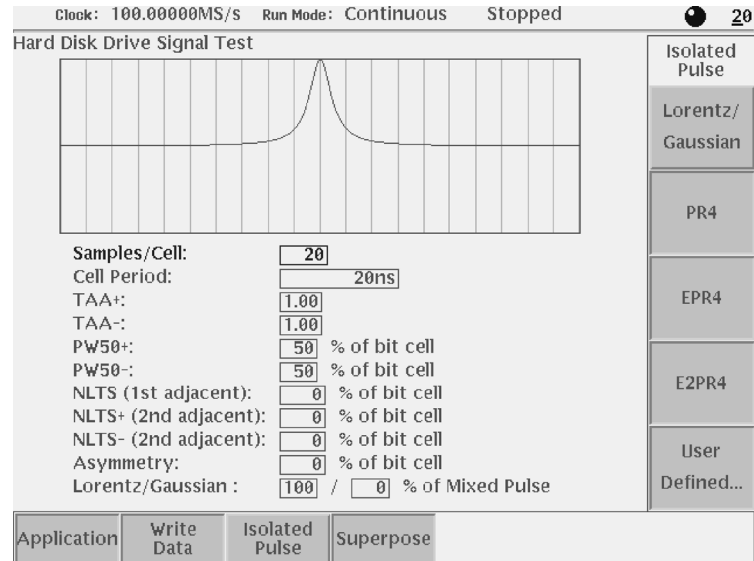 Clock: 100.00000MS/s Run Mode: Continuous Stopped 20
Hard Disk Drive Signal Test
Samples/Cell: 20
Cell Period: 20ns
TAA+: 1.00
TAA-: 1.00
PW50+: 50 % of bit cell
PW50-: 50 % of bit cell
NLTS (1st adjacent): 0 % of bit cell
NLTS+ (2nd adjacent): 0 % of bit cell
NLTS- (2nd adjacent): 0 % of bit cell
Asymmetry: 0 % of bit cell
Lorentz/Gaussian : 100 / 0 % of Mixed Pulse
Isolated
Pulse
Lorentz/
Gaussian
PR4
EPR4
E2PR4
User
Defined...
Application
Write
Data
Isolated
Pulse
Superpose